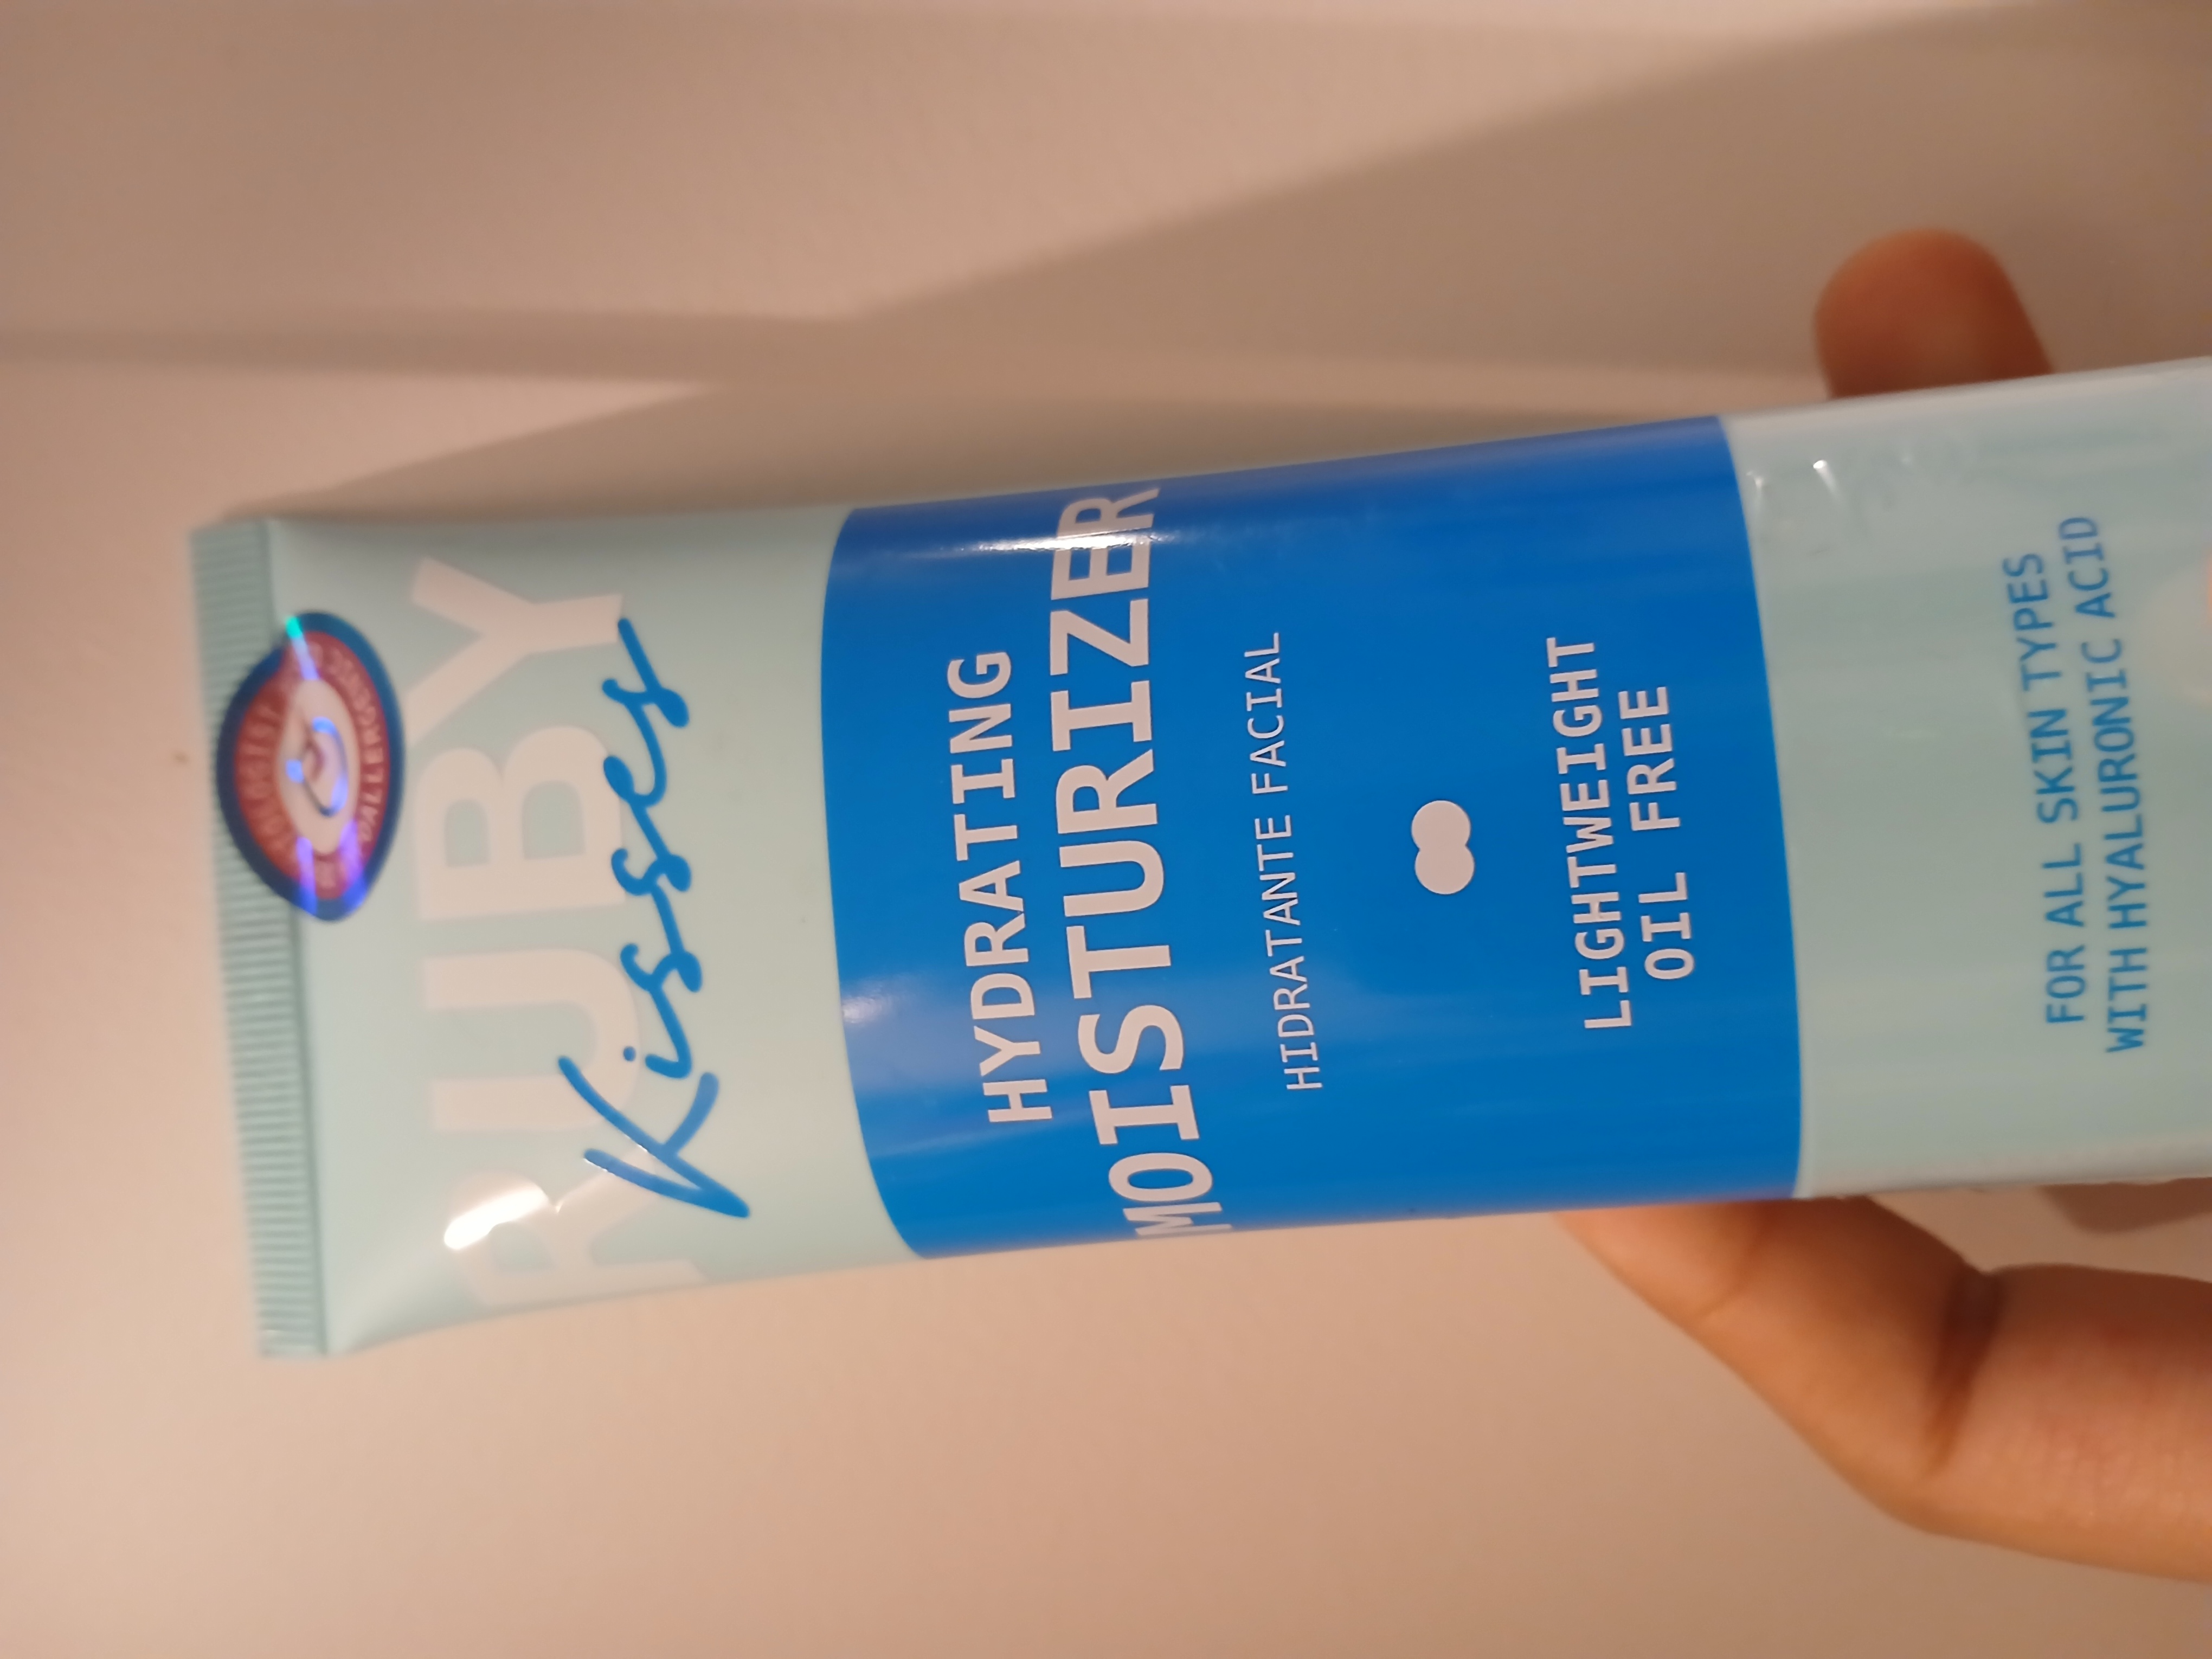 RUBY
Kisses
HYDRATING
MOISTURIZER
HIDRATANTE FACIAL
LIGHTWEIGHT
OIL FREE
FOR ALL SKIN TYPES
WITH HYALURONIC ACID